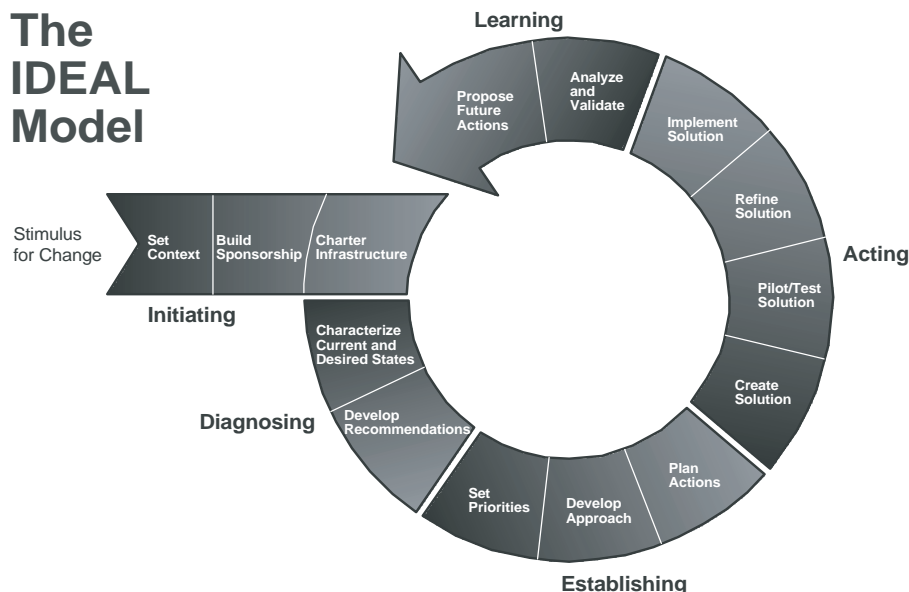 The
IDEAL
Model
Learning
Propose
Future
Actions
Analyze
and
Validate
Implement
Solution
Refine
Solution
Pilot/Test
Solution
Create
Solution
Acting
Stimulus
for Change
Set
Context
Build
Sponsorship
Charter
Infrastructure
Initiating
Characterize
Current and
Desired States
Develop
Recommendations
Diagnosing
Set
Priorities
Develop
Approach
Plan
Actions
Establishing